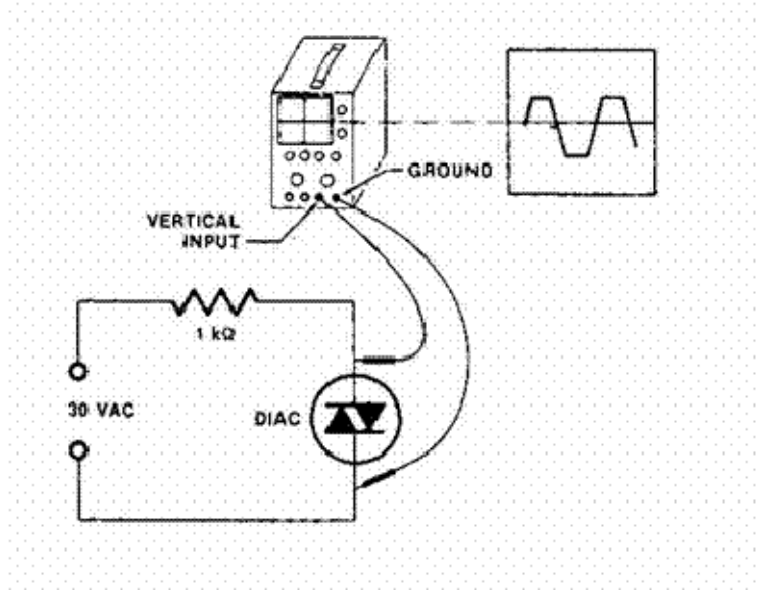 GROUND
VERTICAL
INPUT
1 kΩ
30 VAC
DIAC